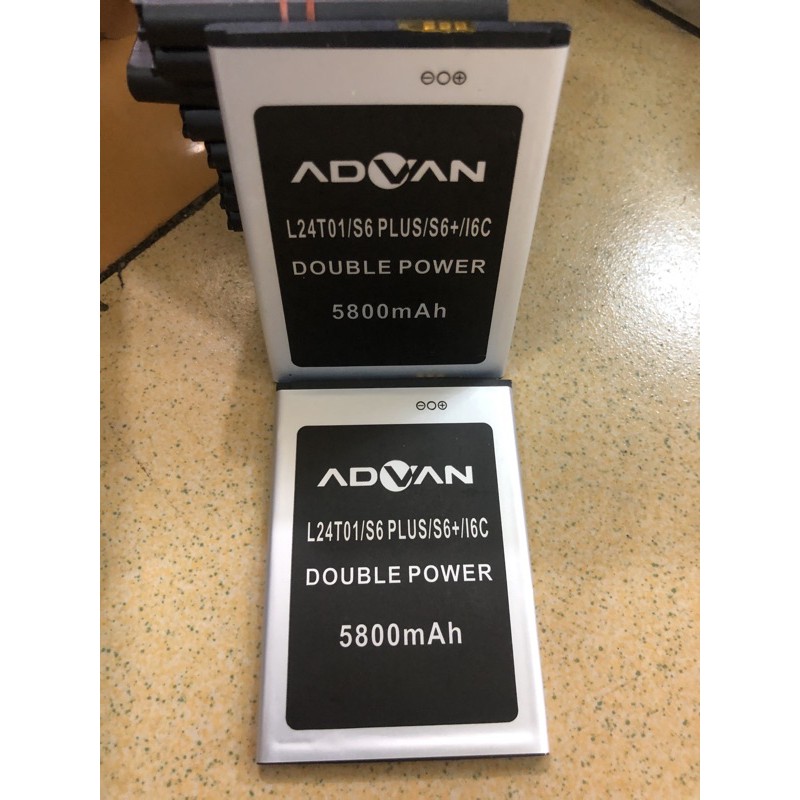 ⊖○⊕
ADVAN
L24T01/S6 PLUS/S6+/I6C
DOUBLE POWER
5800mAh
⊖○⊕
ADVAN
L24T01/S6 PLUS/S6+/I6C
DOUBLE POWER
5800mAh